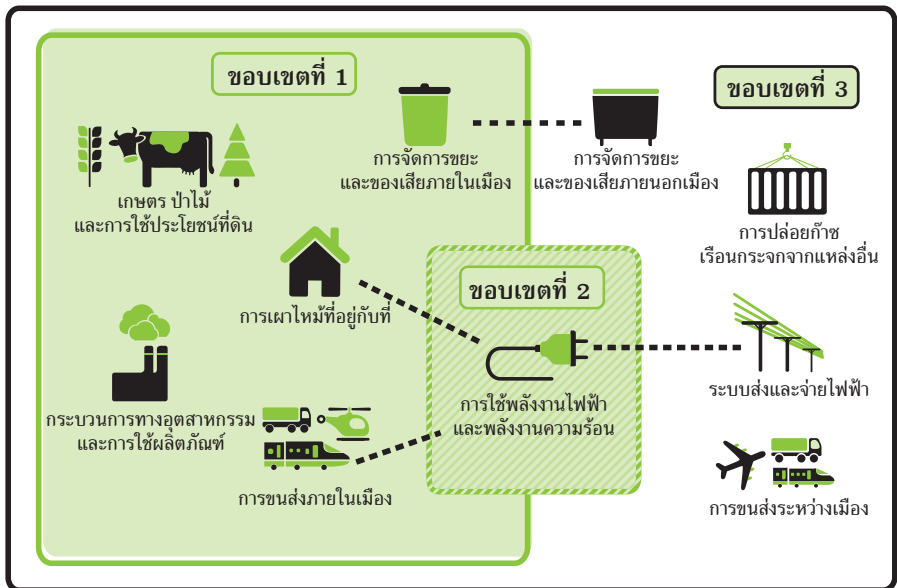 ขอบเขตที่ 1
ขอบเขตที่ 3
การจัดการขยะ
และของเสียภายในเมือง
การจัดการขยะ
และของเสียภายนอกเมือง
เกษตร ป่าไม้
และการใช้ประโยชน์ที่ดิน
การปล่อยก๊าซ
เรือนกระจกจากแหล่งอื่น
ขอบเขตที่ 2
การเผาไหม้ที่อยู่กับที่
ระบบส่งและจ่ายไฟฟ้า
กระบวนการทางอุตสาหกรรม
และการใช้ผลิตภัณฑ์
การใช้พลังงานไฟฟ้า
และพลังงานความร้อน
การขนส่งภายในเมือง
การขนส่งระหว่างเมือง